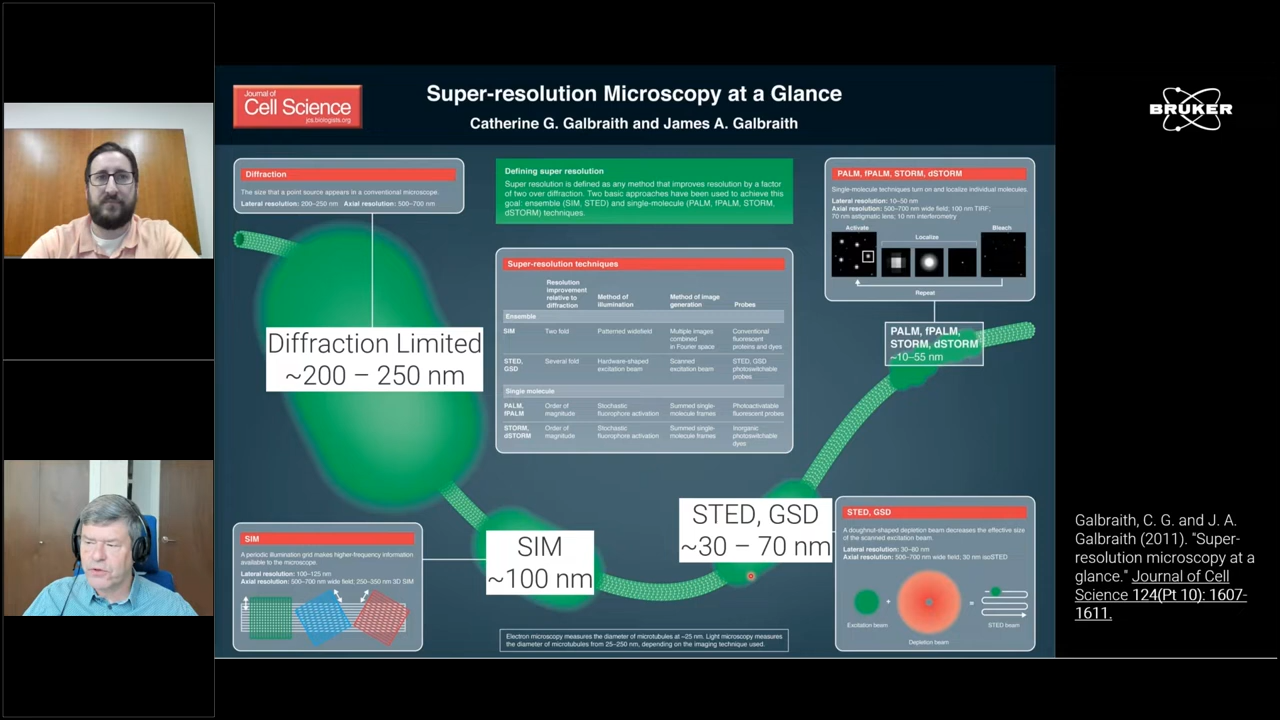 Journal of
Cell Science
jcs.biologists.org
Super-resolution Microscopy at a Glance
Catherine G. Galbraith and James A. Galbraith
BRUKER
Diffraction
The size that a point source appears in a conventional microscope.
Lateral resolution: 200–250 nm Axial resolution: 500–700 nm
Defining super resolution
Super resolution is defined as any method that improves resolution by a factor
of two over diffraction. Two basic approaches have been used to achieve this
goal: ensemble (SIM, STED) and single-molecule (PALM, fPALM, STORM,
dSTORM) techniques.
PALM, fPALM, STORM, dSTORM
Single-molecule techniques turn on and localize individual molecules
Lateral resolution: 10–50 nm
Axial resolution: 500–700 nm wide field; 100 nm TIRF;
70 nm astigmatic lens; 10 nm interferometry
Activate
Localize
Bleach
Repeat
Super-resolution techniques
Resolution
improvement
relative to
diffraction
Method of
illumination
Method of image
generation
Probes
Ensemble
SIM
Two fold
Patterned widefield
Multiple images
combined
in Fourier space
Conventional
fluorescent
proteins and dyes
STED,
GSD
Several fold
Hardware-shaped
excitation beam
Scanned
excitation beam
STED, GSD
photoswitchable
probes
Single molecule
PALM,
fPALM
Order of
magnitude
Stochastic
fluorophore activation
Summed single-
molecule frames
Photoactivatable
fluorescent probes
STORM,
dSTORM
Order of
magnitude
Stochastic
fluorophore activation
Summed single-
molecule frames
Inorganic
photoswitchable
dyes
Diffraction Limited
~200 – 250 nm
PALM, fPALM,
STORM, dSTORM
~10–55 nm
SIM
~100 nm
STED, GSD
~30 – 70 nm
SIM
A periodic illumination grid makes higher-frequency information
available to the microscope.
Lateral resolution: 100–125 nm
Axial resolution: 500–700 nm wide field; 250–350 nm 3D SIM
Electron microscopy measures the diameter of microtubules at ~25 nm. Light microscopy measures
the diameter of microtubules from 25–250 nm, depending on the imaging technique used.
STED, GSD
A doughnut-shaped depletion beam decreases the effective size
of the scanned excitation beam.
Lateral resolution: 30–80 nm
Axial resolution: 500–700 nm wide field; 30 nm isoSTED
+
=
Excitation beam
Depletion beam
STED beam
Galbraith, C. G. and J. A.
Galbraith (2011). "Super-
resolution microscopy at a
glance." Journal of Cell
Science 124(Pt 10): 1607-
1611.